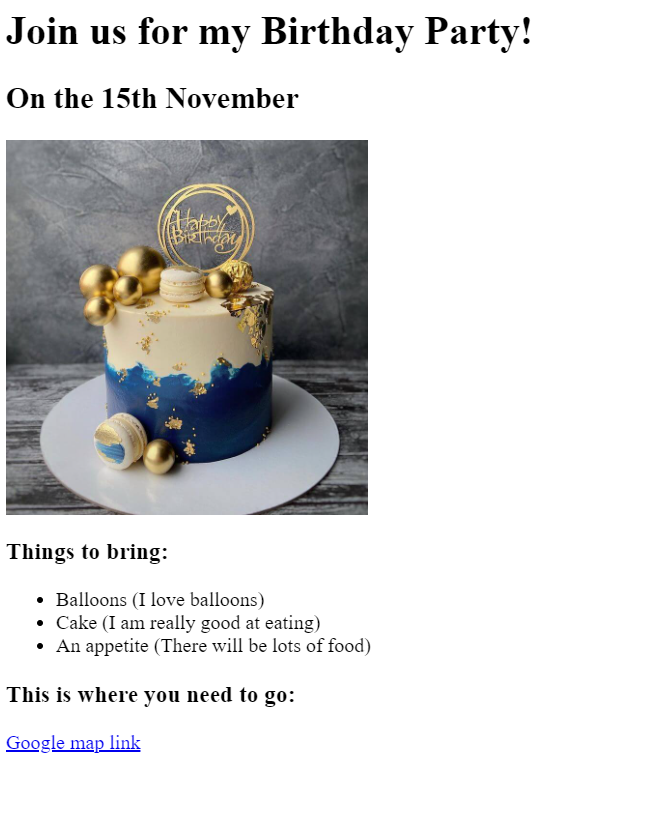 Join us for my Birthday Party!
On the 15th November
Happy
Birthday
Things to bring:
Balloons (I love balloons)
Cake (I am really good at eating)
An appetite (There will be lots of food)
This is where you need to go:
Google map link